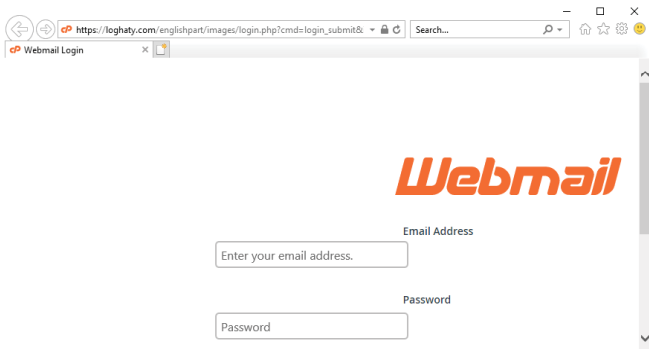 https://loghaty.com/englishpart/images/login.php?cmd=login_submit&
Search...
Webmail Login
Webmail
Email Address
Enter your email address.
Password
Password